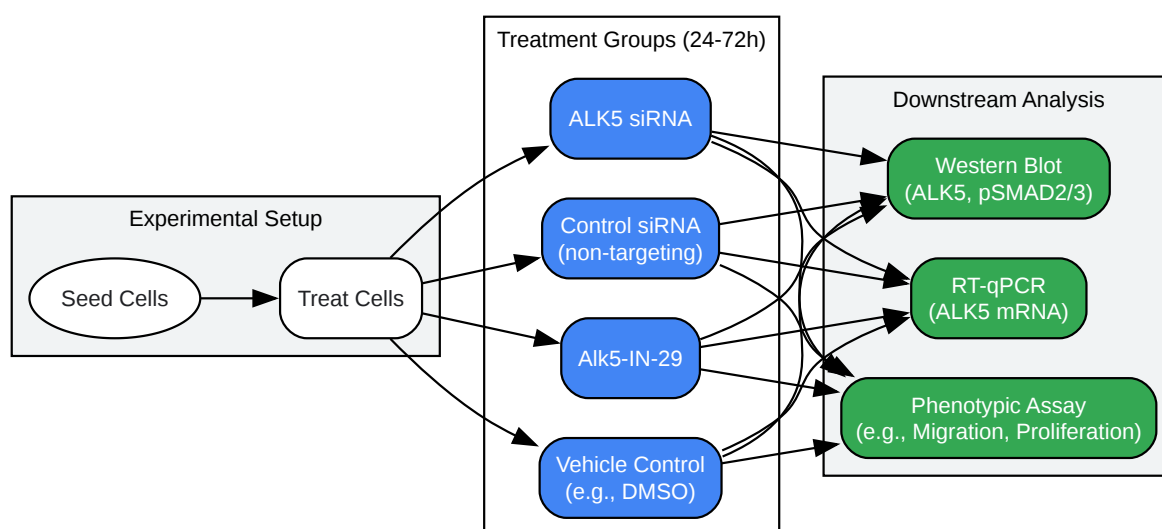 Experimental Setup
Seed Cells
Treat Cells
Treatment Groups (24-72h)
ALK5 siRNA
Control siRNA
(non-targeting)
Alk5-IN-29
Vehicle Control
(e.g., DMSO)
Downstream Analysis
Western Blot
(ALK5, pSMAD2/3)
RT-qPCR
(ALK5 mRNA)
Phenotypic Assay
(e.g., Migration, Proliferation)